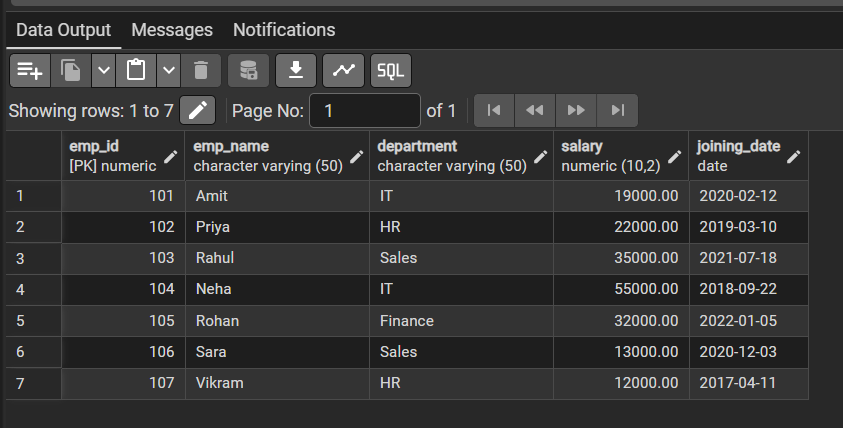 Data Output Messages Notifications
SQL
Showing rows: 1 to 7 Page No: 1 of 1
emp_id emp_name department salary joining_date
[PK] numeric character varying (50) character varying (50) numeric (10,2) date
1 101 Amit IT 19000.00 2020-02-12
2 102 Priya HR 22000.00 2019-03-10
3 103 Rahul Sales 35000.00 2021-07-18
4 104 Neha IT 55000.00 2018-09-22
5 105 Rohan Finance 32000.00 2022-01-05
6 106 Sara Sales 13000.00 2020-12-03
7 107 Vikram HR 12000.00 2017-04-11